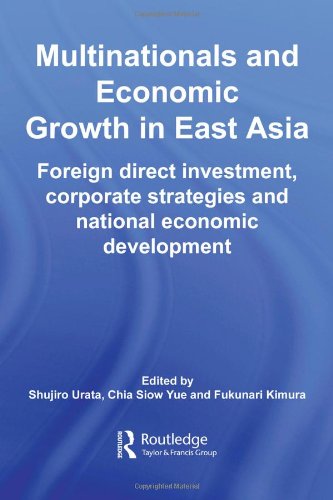 Multinationals and
Economic
Growth in East Asia
Foreign direct investment,
corporate strategies and
national economic
development
Edited by
Shujiro Urata, Chia Siow Yue and Fukunari Kimura
ROUTLEDGE
Routledge
Taylor & Francis Group